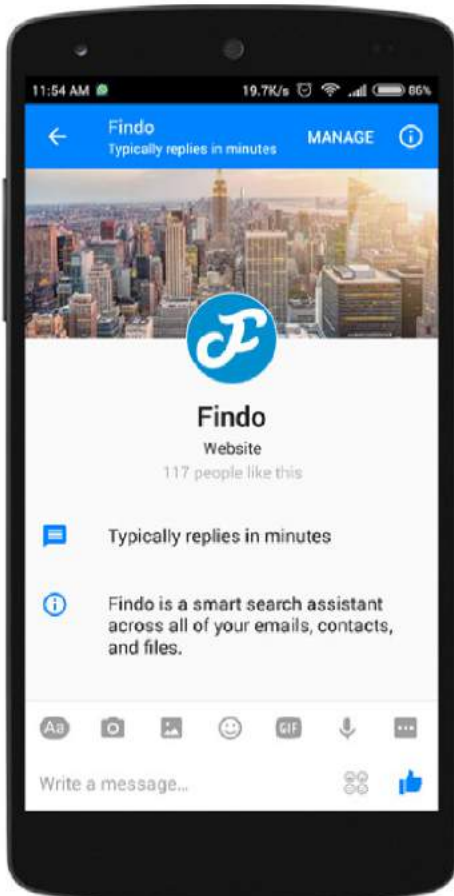 11:54 AM 19.7K/s 86%
Findo
Typically replies in minutes
MANAGE
Findo
Website
117 people like this
Typically replies in minutes
Findo is a smart search assistant
across all of your emails, contacts,
and files.
Aa GIF
Write a message...